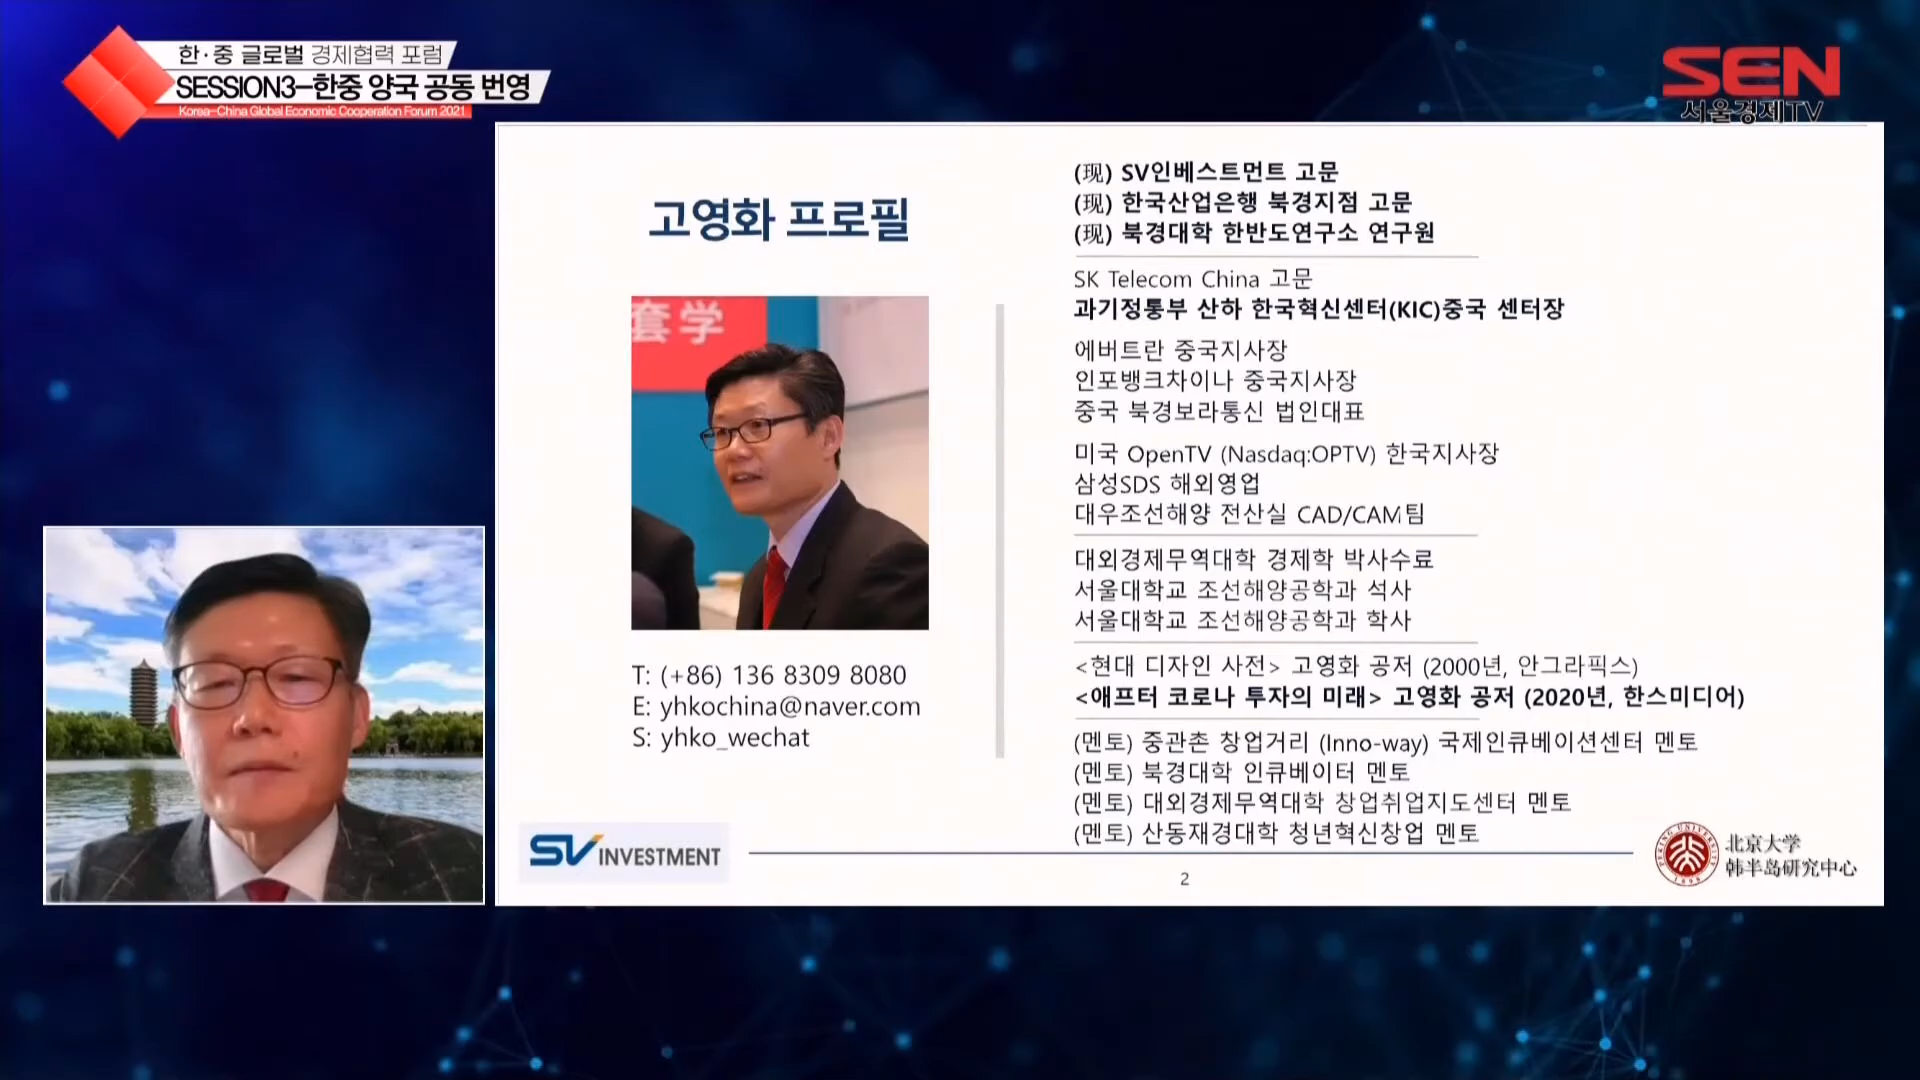 한·중 글로벌 경제협력 포럼
SESSION3-한중 양국 공동 번영
Korea-China Global Economic Cooperation Forum 2021
SEN
서울경제TV
고영화 프로필
套学
T: (+86) 136 8309 8080
E: yhkochina@naver.com
S: yhko_wechat
(现) SV인베스트먼트 고문
(现) 한국산업은행 북경지점 고문
(现) 북경대학 한반도연구소 연구원
SK Telecom China 고문
과기정통부 산하 한국혁신센터(KIC)중국 센터장
에버트란 중국지사장
인포뱅크차이나 중국지사장
중국 북경보라통신 법인대표
미국 OpenTV (Nasdaq:OPTV) 한국지사장
삼성SDS 해외영업
대우조선해양 전산실 CAD/CAM팀
대외경제무역대학 경제학 박사수료
서울대학교 조선해양공학과 석사
서울대학교 조선해양공학과 학사
<현대 디자인 사전> 고영화 공저 (2000년, 안그라픽스)
<애프터 코로나 투자의 미래> 고영화 공저 (2020년, 한스미디어)
(멘토) 중관촌 창업거리 (Inno-way) 국제인큐베이션센터 멘토
(멘토) 북경대학 인큐베이터 멘토
(멘토) 대외경제무역대학 창업취업지도센터 멘토
(멘토) 산동재경대학 청년혁신창업 멘토
SV INVESTMENT
2
PEKING UNIVERSITY
1898
北京大学
韩半岛研究中心